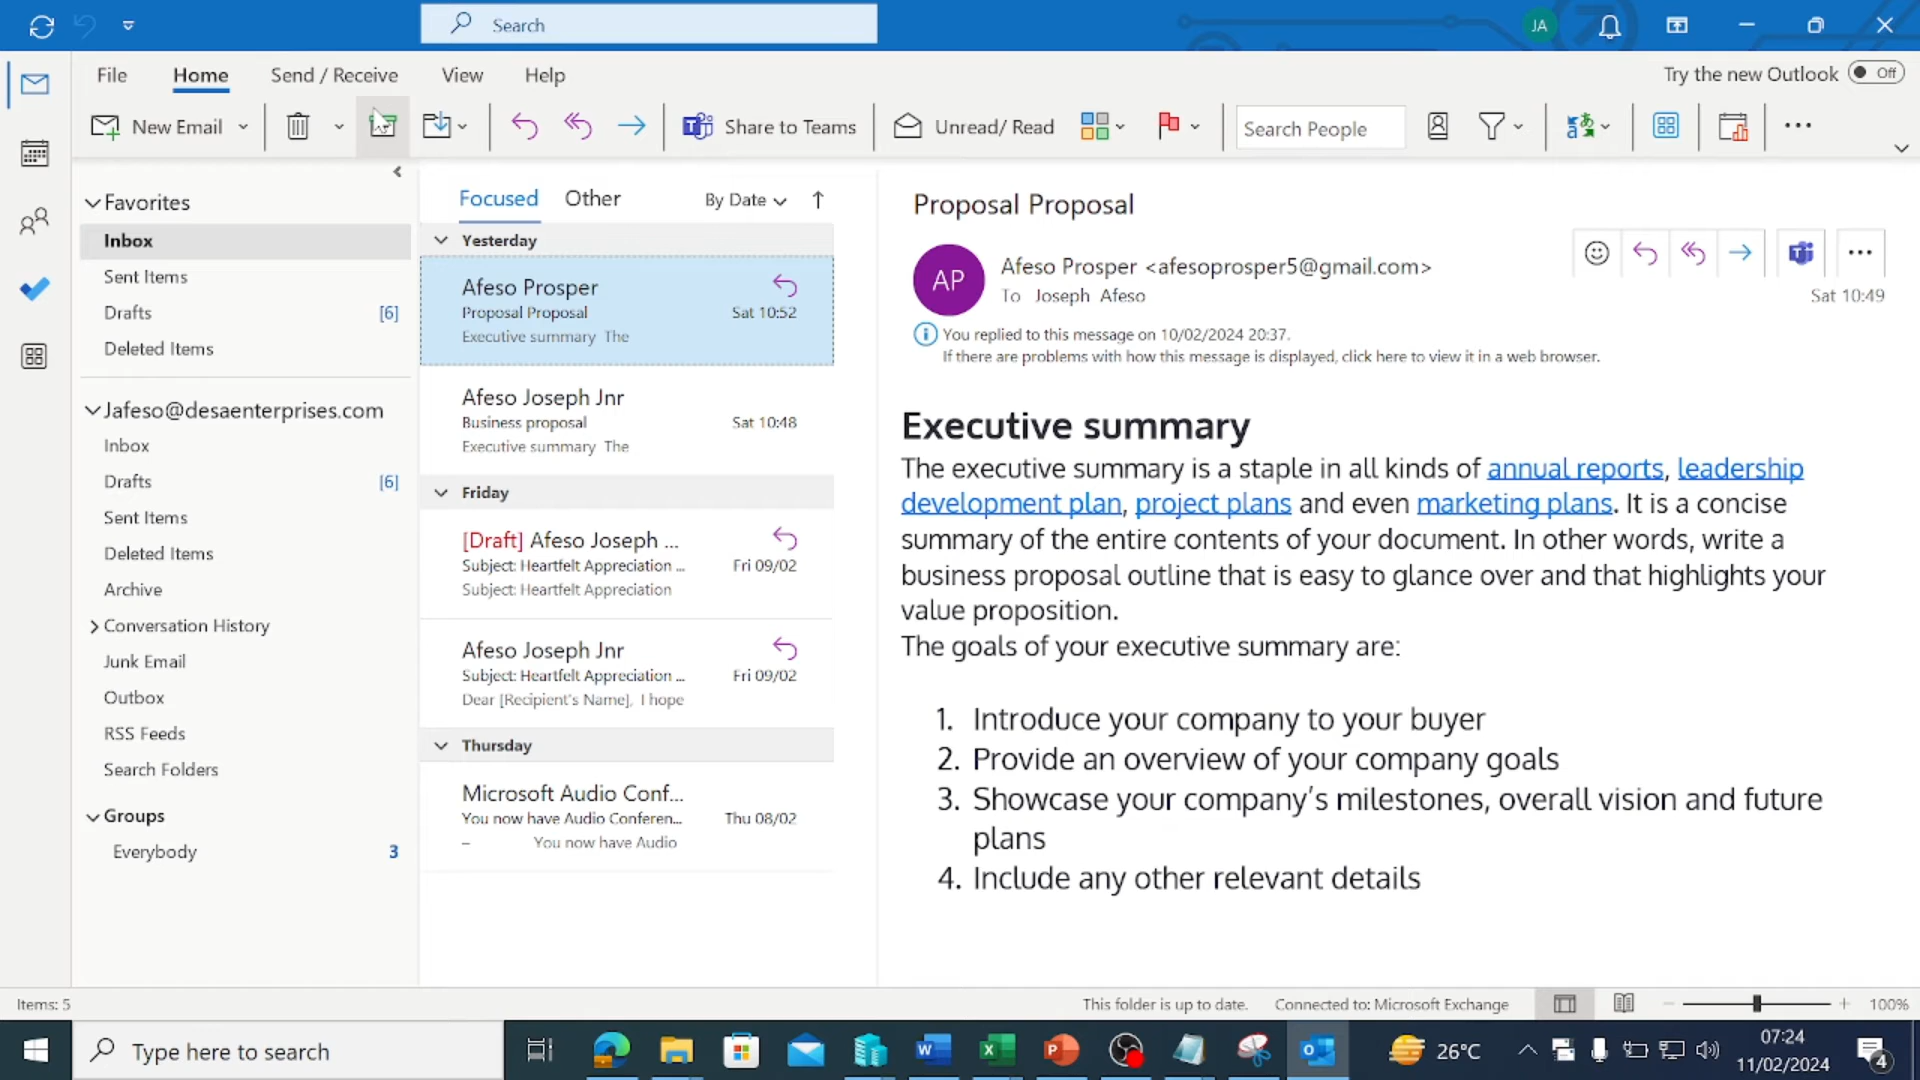 Search
JA
File
Home
Send / Receive
View
Help
Try the new Outlook
Off
New Email
Share to Teams
Unread/ Read
Search People
Favorites
Inbox
Sent Items
Drafts [6]
Deleted Items
Jafeso@desaenterprises.com
Inbox
Drafts [6]
Sent Items
Deleted Items
Archive
Conversation History
Junk Email
Outbox
RSS Feeds
Search Folders
Groups
Everybody 3
Focused Other By Date
Yesterday
Afeso Prosper
Proposal Proposal Sat 10:52
Executive summary The
Afeso Joseph Jnr
Business proposal Sat 10:48
Executive summary The
Friday
[Draft] Afeso Joseph ...
Subject: Heartfelt Appreciation ... Fri 09/02
Subject: Heartfelt Appreciation
Afeso Joseph Jnr
Subject: Heartfelt Appreciation ... Fri 09/02
Dear [Recipient's Name], I hope
Thursday
Microsoft Audio Conf...
You now have Audio Conferen... Thu 08/02
– You now have Audio
Proposal Proposal
AP
Afeso Prosper <afesoprosper5@gmail.com>
To Joseph Afeso
Sat 10:49
You replied to this message on 10/02/2024 20:37.
If there are problems with how this message is displayed, click here to view it in a web browser.
Executive summary
The executive summary is a staple in all kinds of annual reports, leadership
development plan, project plans and even marketing plans. It is a concise
summary of the entire contents of your document. In other words, write a
business proposal outline that is easy to glance over and that highlights your
value proposition.
The goals of your executive summary are:
1. Introduce your company to your buyer
2. Provide an overview of your company goals
3. Showcase your company's milestones, overall vision and future
plans
4. Include any other relevant details
Items: 5
This folder is up to date.
Connected to: Microsoft Exchange
100%
Type here to search
26°C
07:24
11/02/2024
4